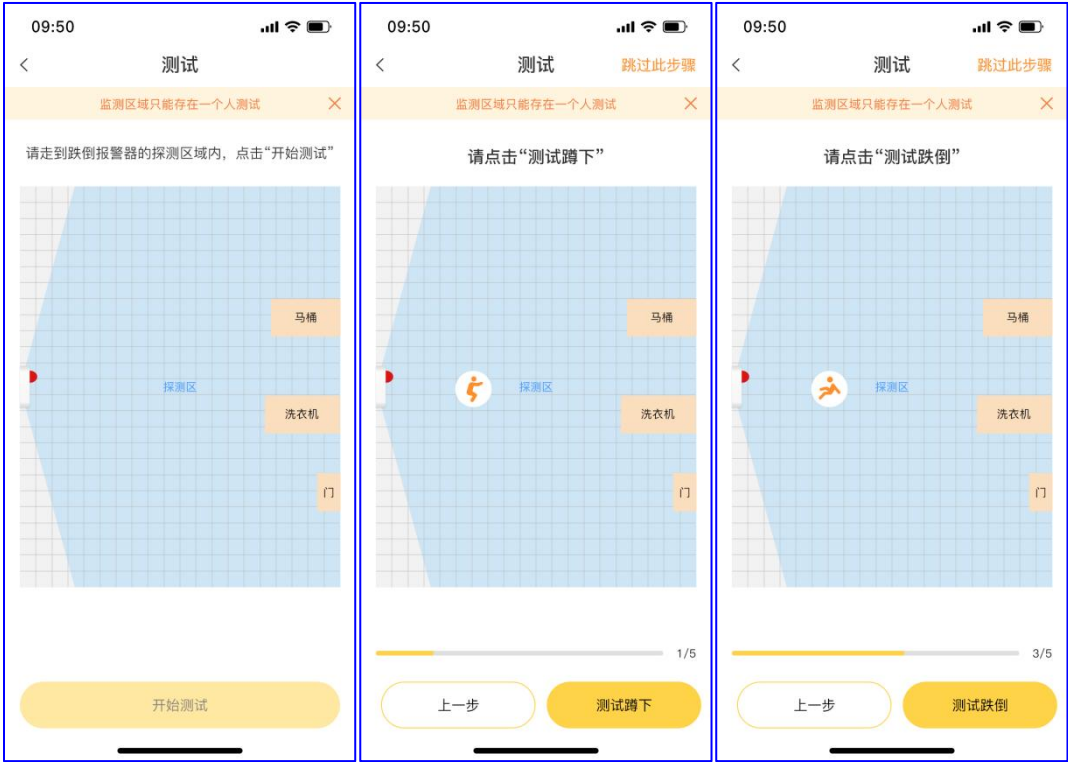 09:50
测试
监测区域只能存在一个人测试
请走到跌倒报警器的探测区域内，点击“开始测试”
马桶
探测区
洗衣机
门
开始测试
09:50
测试
跳过此步骤
监测区域只能存在一个人测试
请点击“测试蹲下”
马桶
探测区
洗衣机
门
1/5
上一步
测试蹲下
09:50
测试
跳过此步骤
监测区域只能存在一个人测试
请点击“测试跌倒”
马桶
探测区
洗衣机
门
3/5
上一步
测试跌倒